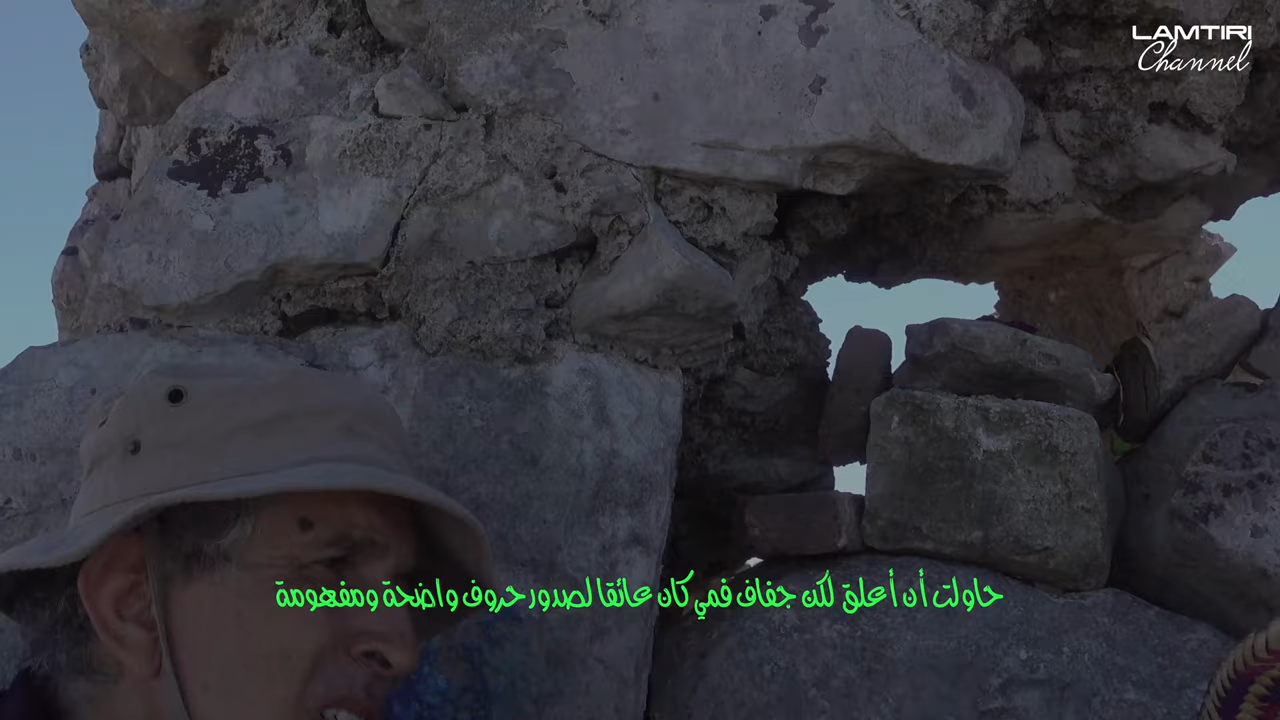 LAMTIRI
Channel
حاولت أن أعلق لكن جفاف فمي كان عائقا لصدور حروف واضحة ومفهومة